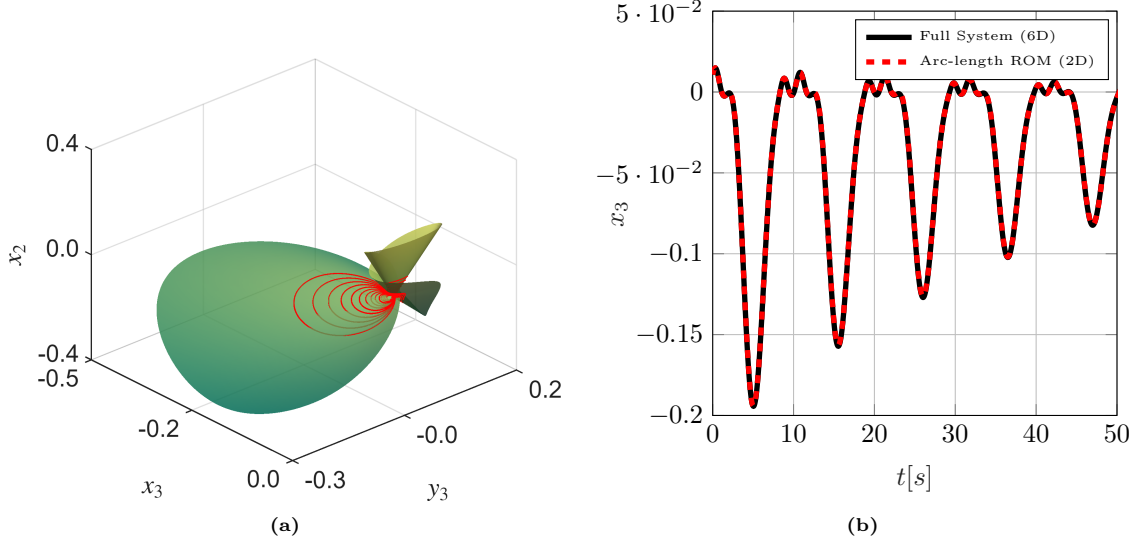 0.4
0.0
-0.4
x₂
-0.5
-0.2
0.0
x₃
-0.3
-0.0
0.2
y₃
(a)
5 · 10⁻²
0
−5 · 10⁻²
−0.1
−0.15
−0.2
x₃
Full System (6D)
Arc-length ROM (2D)
0 10 20 30 40 50
t[s]
(b)